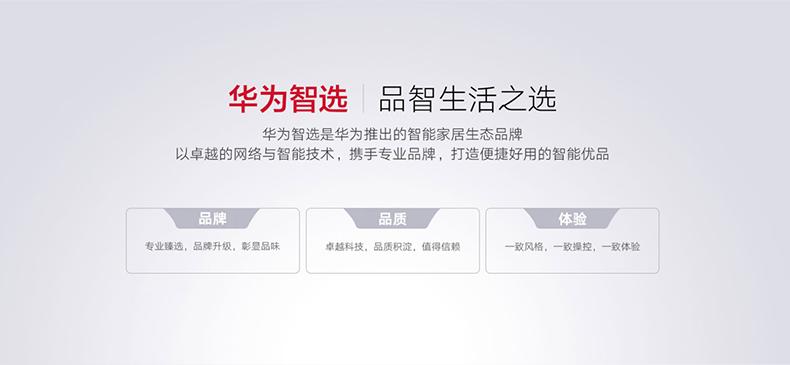 华为智选 | 品智生活之选
华为智选是华为推出的智能家居生态品牌
以卓越的网络与智能技术，携手专业品牌，打造便捷好用的智能优品
品牌
专业臻选，品牌升级，彰显品味
品质
卓越科技，品质积淀，值得信赖
体验
一致风格，一致操控，一致体验